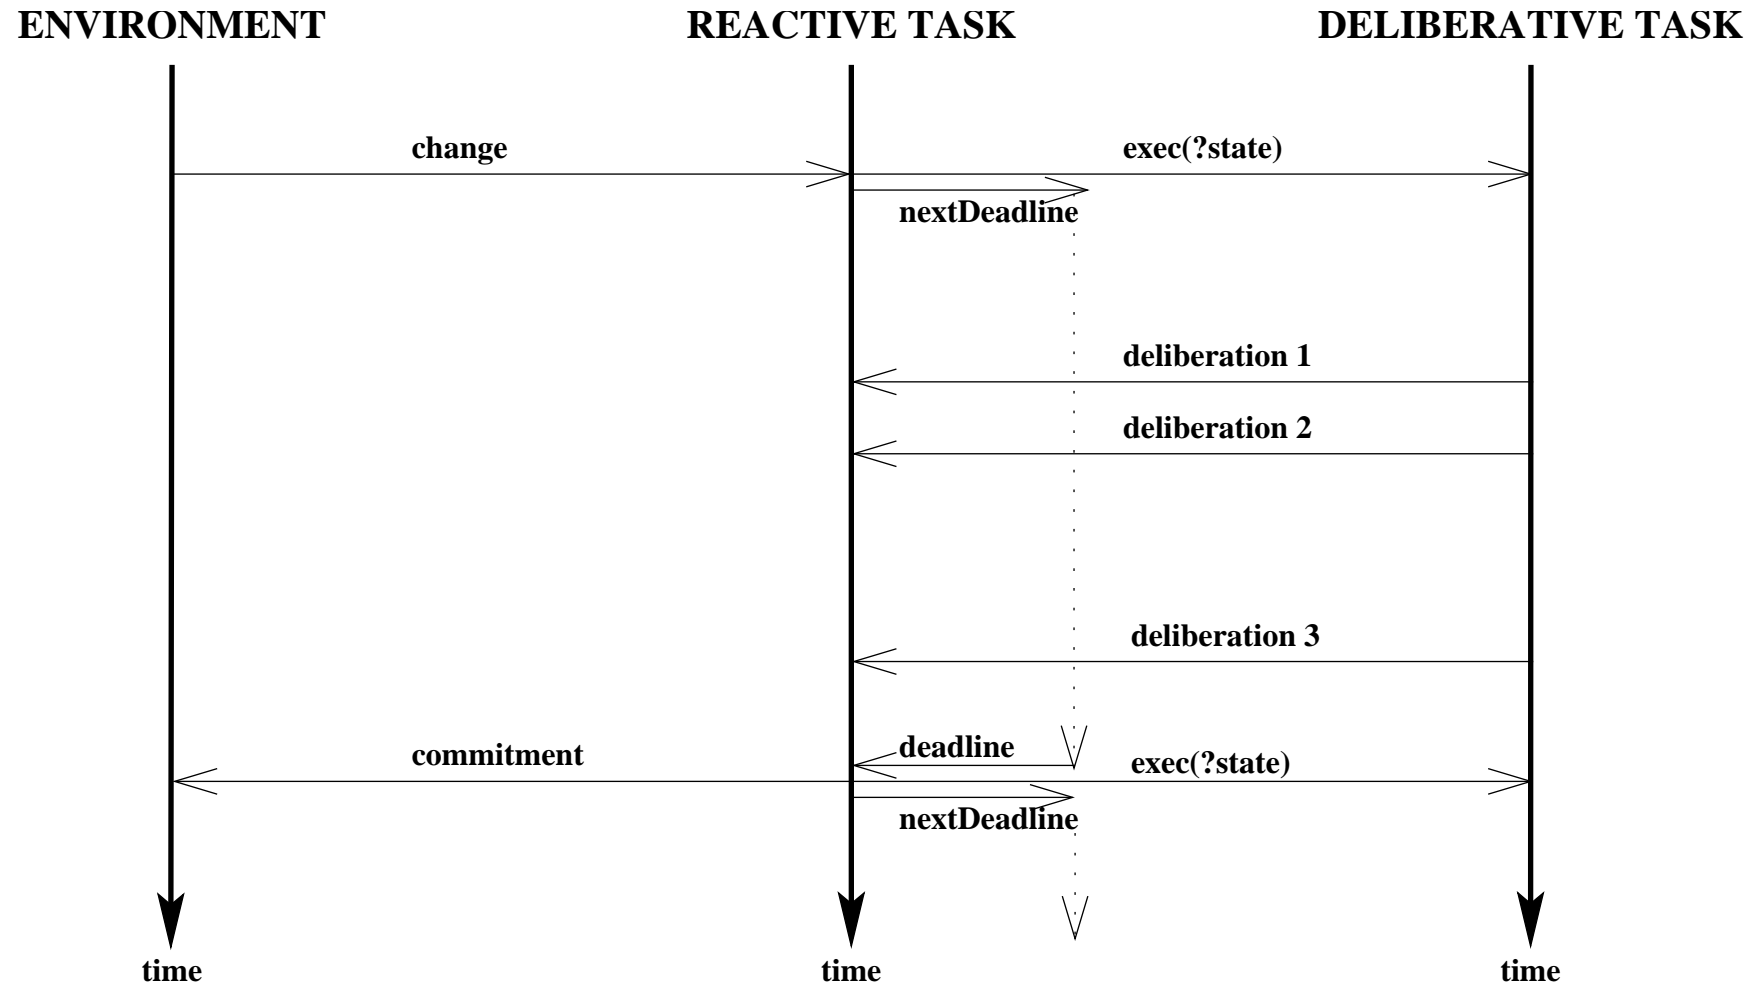 ENVIRONMENT
REACTIVE TASK
DELIBERATIVE TASK
change
exec(?state)
nextDeadline
deliberation 1
deliberation 2
deliberation 3
deadline
commitment
exec(?state)
nextDeadline
time
time
time